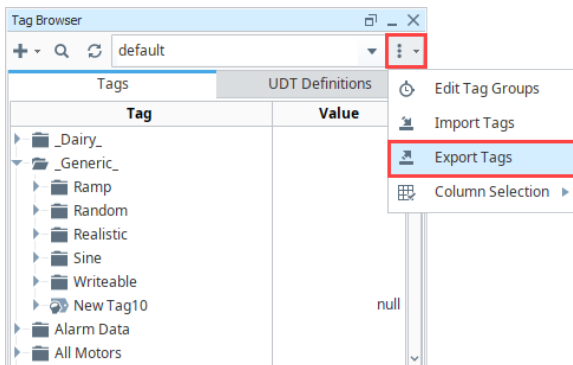 Tag Browser
default
Tags UDT Definitions
Tag Value
_Dairy_
_Generic_
Ramp
Random
Realistic
Sine
Writeable
New Tag10 null
Alarm Data
All Motors
Edit Tag Groups
Import Tags
Export Tags
Column Selection